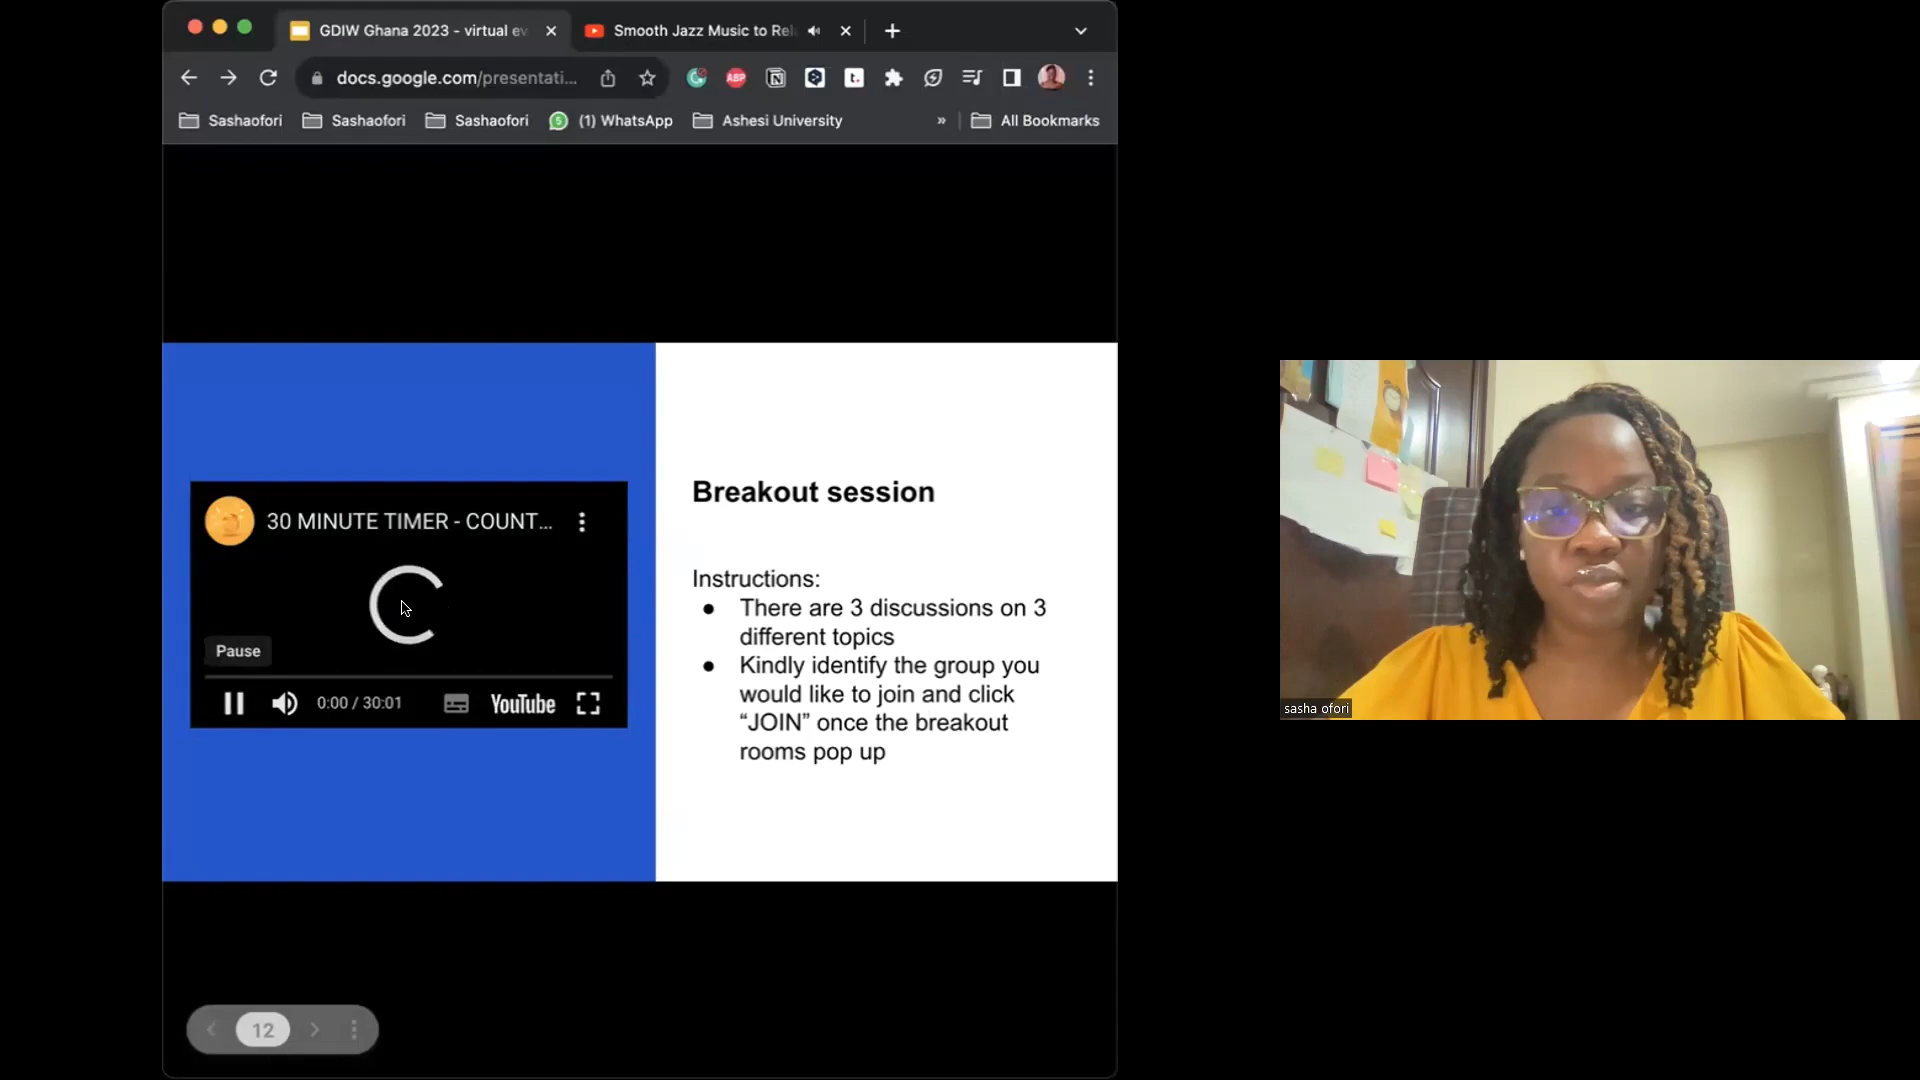 GDIW Ghana 2023 - virtual ev
Smooth Jazz Music to Rel
docs.google.com/presentati...
ABP
t.
Sashaofori
Sashaofori
Sashaofori
(1) WhatsApp
Ashesi University
»
All Bookmarks
30 MINUTE TIMER - COUNT...
Pause
0:00 / 30:01
YouTube
Breakout session
Instructions:
● There are 3 discussions on 3
different topics
● Kindly identify the group you
would like to join and click
“JOIN” once the breakout
rooms pop up
12
sasha ofori